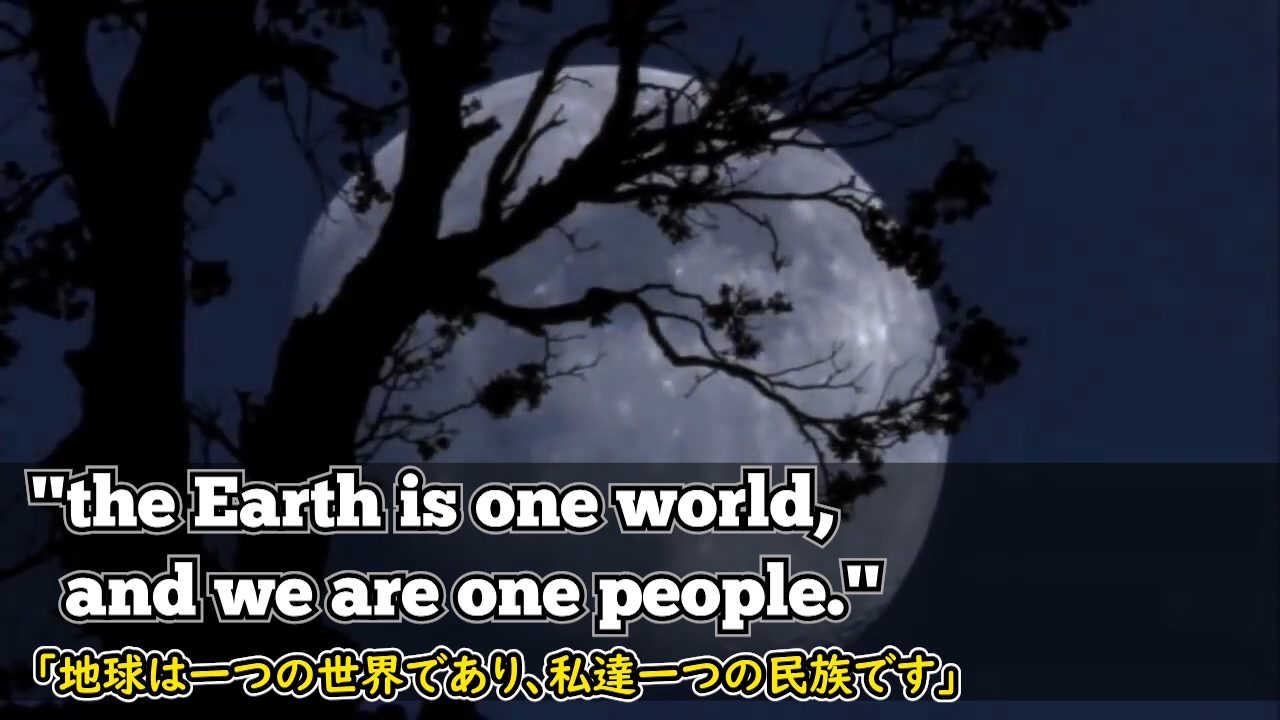 "the Earth is one world,
and we are one people."
「地球は一つの世界であり、私達一つの民族です」